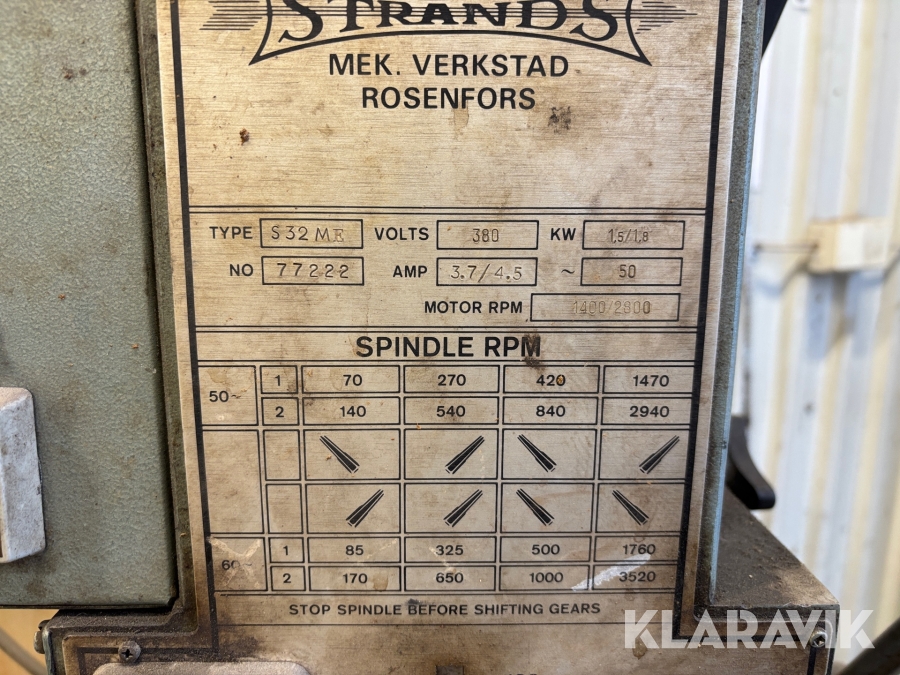 STRANDS
MEK. VERKSTAD
ROSENFORS
TYPE S32ME VOLTS 380 KW 1,5/1,8
NO 77222 AMP 3.7/4.5 ~ 50
MOTOR RPM 1400/2800
SPINDLE RPM
50~ 1 70 270 420 1470
2 140 540 840 2940
1 85 325 500 1760
2 170 650 1000 3520
STOP SPINDLE BEFORE SHIFTING GEARS
KLARAVIK